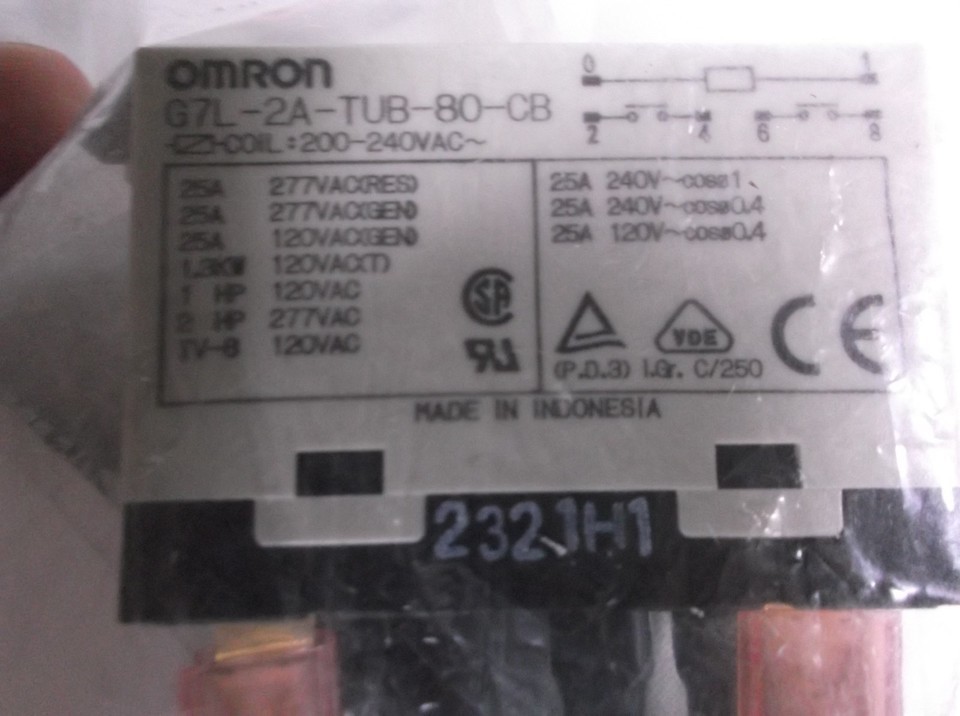 OMRON
G7L-2A-TUB-80-CB
COIL:200-240VAC~
0 1
2 4 6 8
25A 277VAC(RES)
25A 277VAC(GEN)
25A 120VAC(GEN)
1.3KW 120VAC(T)
1 HP 120VAC
2 HP 277VAC
TV-8 120VAC
25A 240V~cosø1
25A 240V~cosø0.4
25A 120V~cosø0.4
VDE
CE
(P.D.3) I.Gr. C/250
MADE IN INDONESIA
2321H1